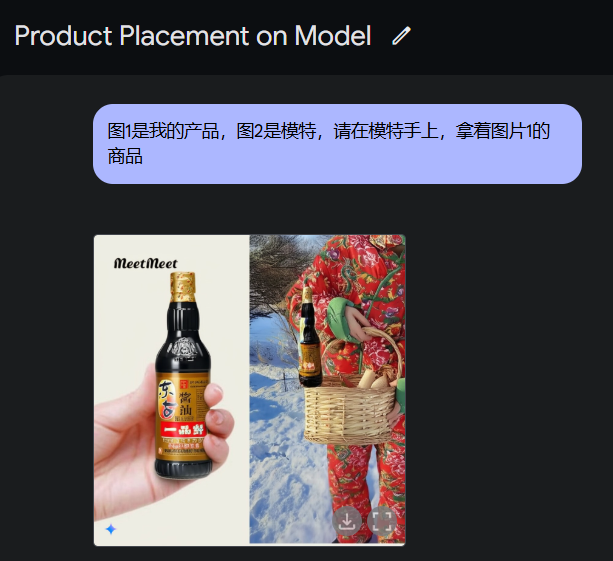 Product Placement on Model
图1是我的产品，图2是模特，请在模特手上，拿着图片1的
商品
MeetMeet
东古
酱油
一品鲜